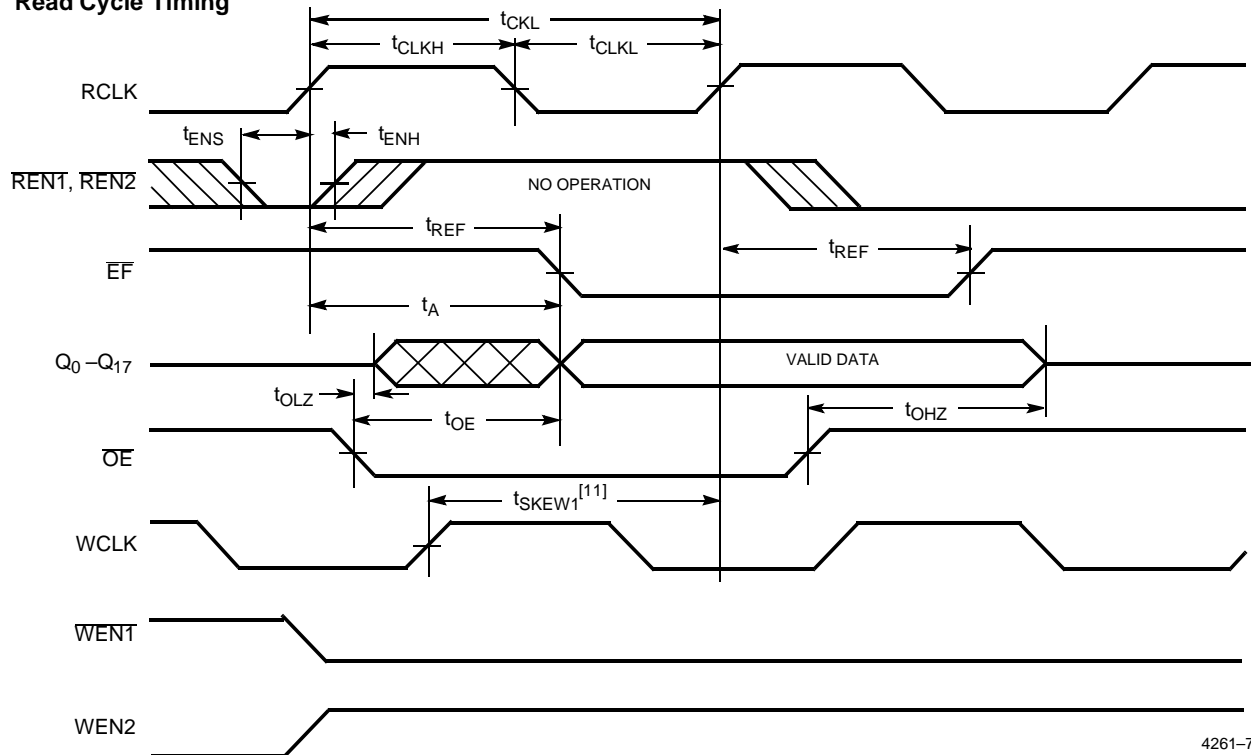 Read Cycle Timing
tCKL
tCLKH
tCLKL
RCLK
tENS
tENH
REN1, REN2
NO OPERATION
tREF
tREF
EF
tA
Q0 –Q17
VALID DATA
tOLZ
tOE
tOHZ
OE
tSKEW1[11]
WCLK
WEN1
WEN2
4261–7